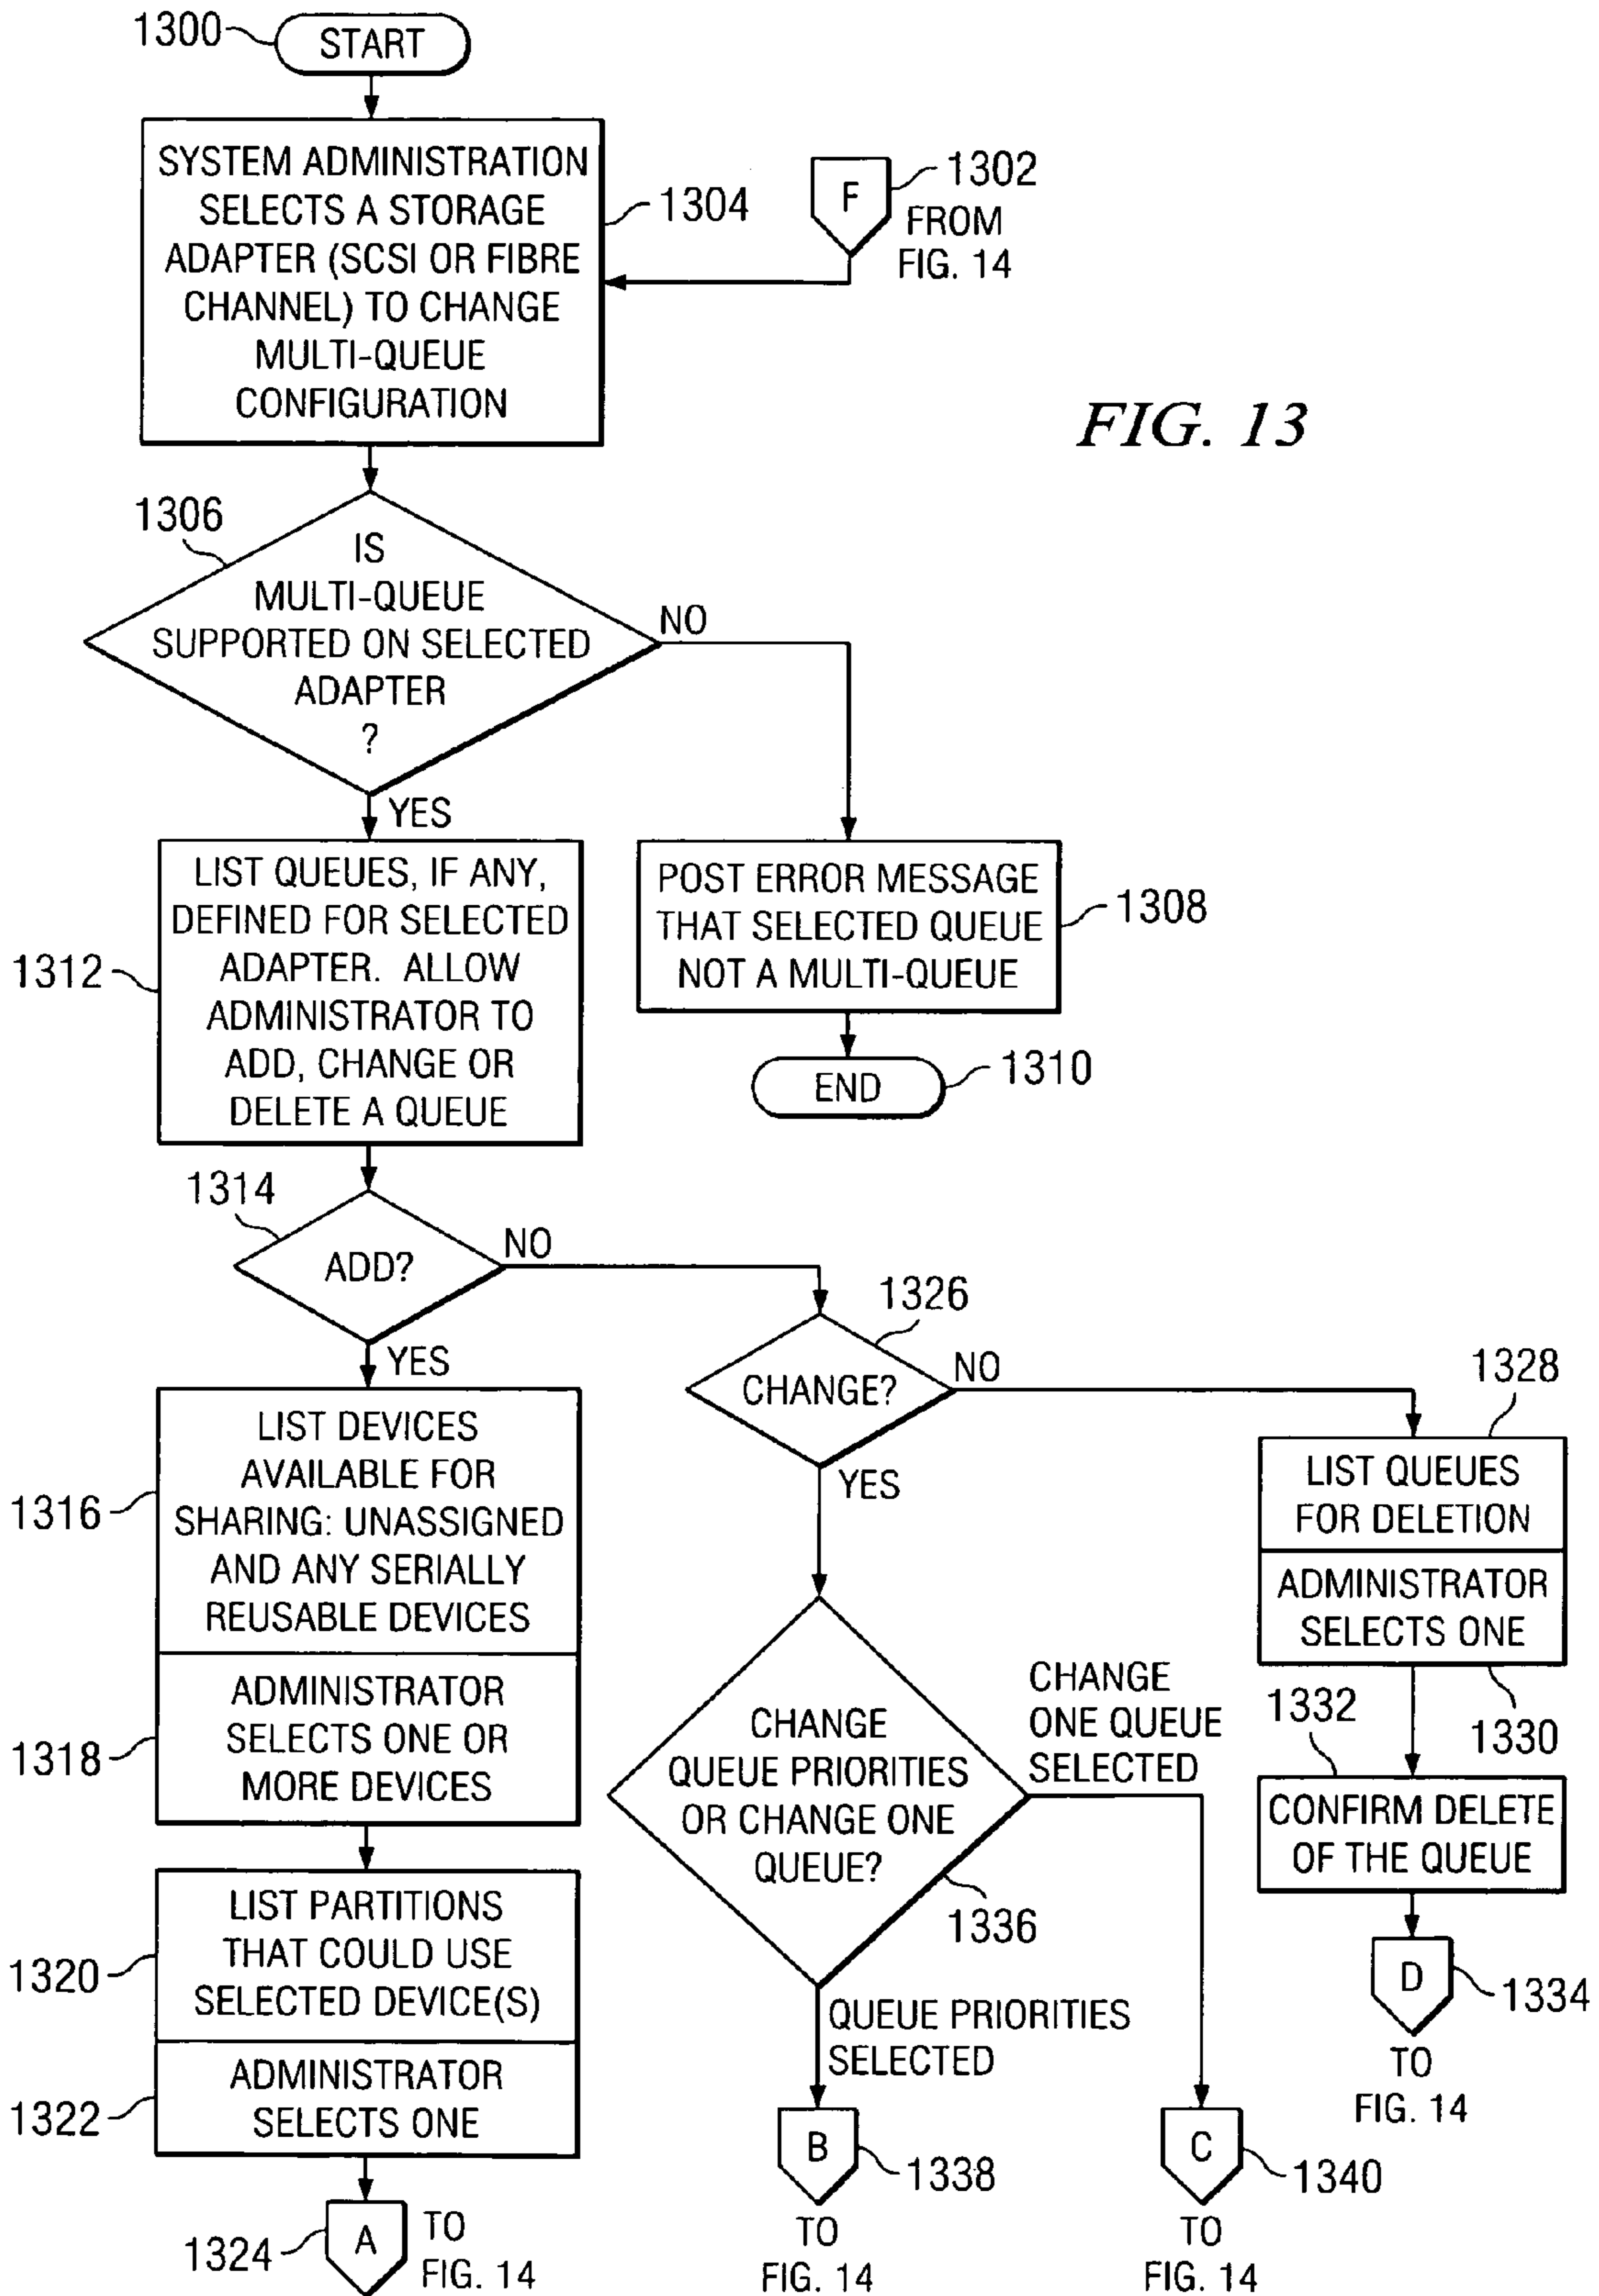 1300
START
SYSTEM ADMINISTRATION
SELECTS A STORAGE
ADAPTER (SCSI OR FIBRE
CHANNEL) TO CHANGE
MULTI-QUEUE
CONFIGURATION
1304
F
1302
FROM
FIG. 14
FIG. 13
1306
IS
MULTI-QUEUE
SUPPORTED ON SELECTED
ADAPTER
?
NO
YES
LIST QUEUES, IF ANY,
DEFINED FOR SELECTED
ADAPTER. ALLOW
ADMINISTRATOR TO
ADD, CHANGE OR
DELETE A QUEUE
1312
POST ERROR MESSAGE
THAT SELECTED QUEUE
NOT A MULTI-QUEUE
1308
END
1310
1314
ADD?
NO
YES
1326
CHANGE?
NO
YES
LIST DEVICES
AVAILABLE FOR
SHARING: UNASSIGNED
AND ANY SERIALLY
REUSABLE DEVICES
1316
ADMINISTRATOR
SELECTS ONE OR
MORE DEVICES
1318
LIST PARTITIONS
THAT COULD USE
SELECTED DEVICE(S)
1320
ADMINISTRATOR
SELECTS ONE
1322
A
1324
TO
FIG. 14
CHANGE
QUEUE PRIORITIES
OR CHANGE ONE
QUEUE?
1336
CHANGE
ONE QUEUE
SELECTED
QUEUE PRIORITIES
SELECTED
B
1338
TO
FIG. 14
C
1340
TO
FIG. 14
1328
LIST QUEUES
FOR DELETION
ADMINISTRATOR
SELECTS ONE
1330
1332
CONFIRM DELETE
OF THE QUEUE
D
1334
TO
FIG. 14